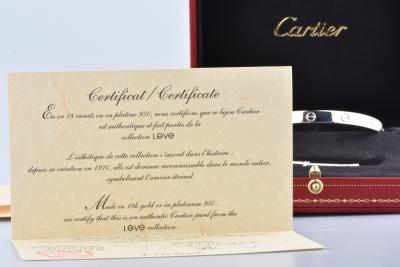 Cartier
Certificat / Certificate
En or 18 carats ou en platine 950, nous certifions que ce bijou Cartier
est authentique et fait partie de la
collection LOVE.
L'esthétique de cette collection s'inscrit dans l'histoire :
depuis sa création en 1970, elle est devenue reconnaissable dans le monde entier,
symbolisant l'amour éternel.
Made in 18k gold or in platinum 950,
we certify that this is an authentic Cartier jewel from the
LOVE collection.